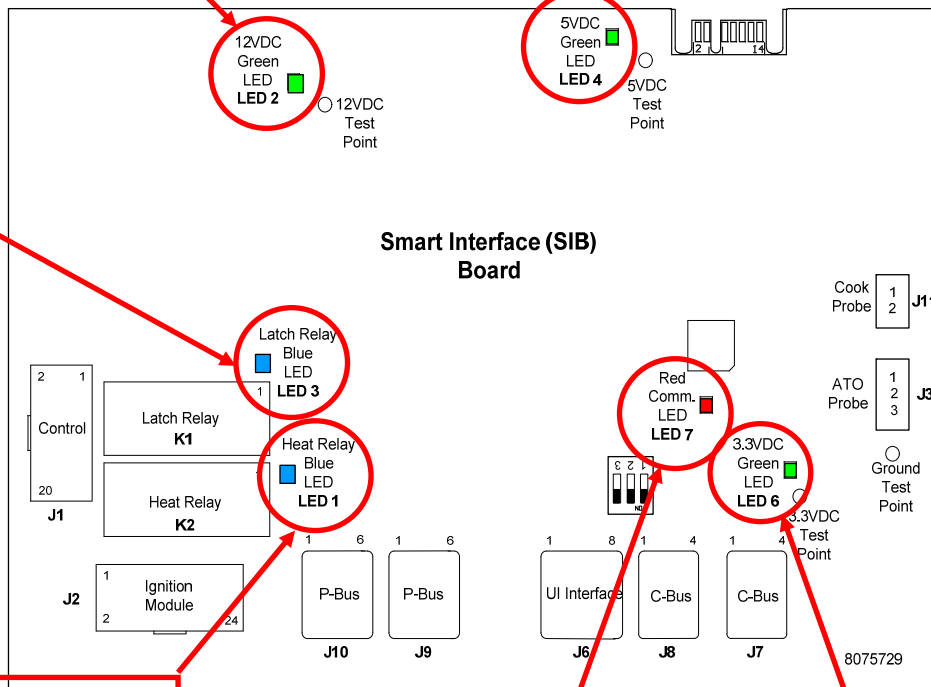 12VDC
Green
LED
LED 2
12VDC
Test
Point
5VDC
Green
LED
LED 4
5VDC
Test
Point
2
14
Smart Interface (SIB)
Board
Cook
Probe
1
2
J11
Latch Relay
Blue
LED
LED 3
2
1
Control
20
J1
1
Latch Relay
K1
Heat Relay
Blue
LED
LED 1
Heat Relay
K2
Red
Comm.
LED
LED 7
ATO
Probe
1
2
3
J3
3.3VDC
Green
LED
LED 6
3.3VDC
Test
Point
Ground
Test
Point
3 2 1
ON
J2
1
2
Ignition
Module
24
1 6
P-Bus
J10
1 6
P-Bus
J9
1 8
UI Interface
J6
1 4
C-Bus
J8
1 4
C-Bus
J7
8075729